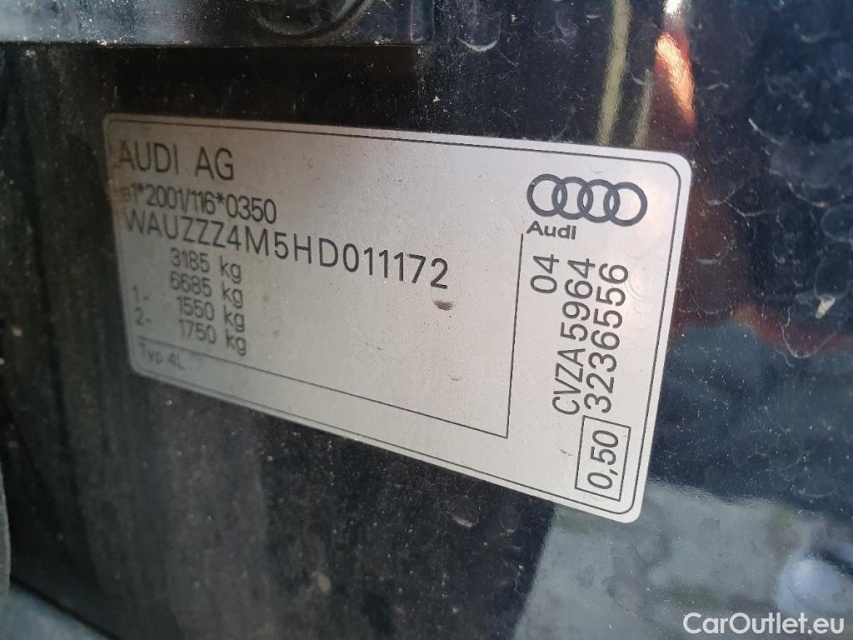 AUDI AG
e1*2001/116*0350
WAUZZZ4M5HD011172
3185 kg
6685 kg
1- 1550 kg
2- 1750 kg
Typ 4L
Audi
04
CVZA5964
3236556
0,50
CarOutlet.eu